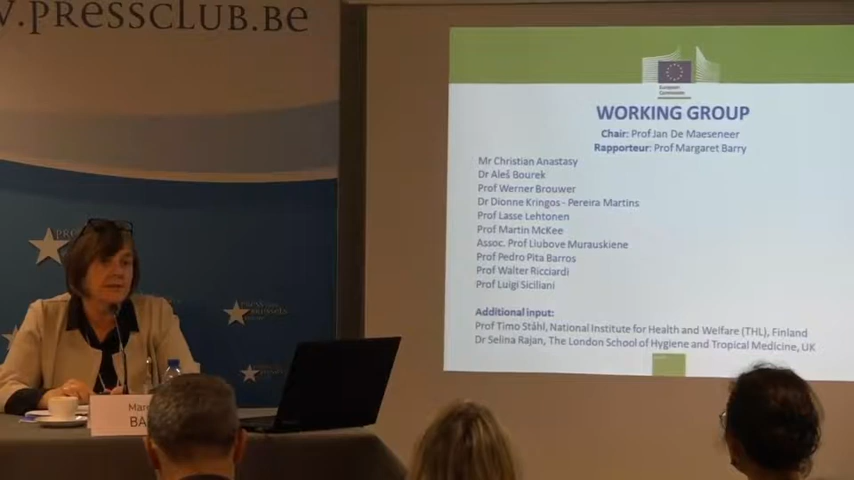 .PRESSCLUB.BE
European
Commission
WORKING GROUP
Chair: Prof Jan De Maeseneer
Rapporteur: Prof Margaret Barry
Mr Christian Anastasy
Dr Aleš Bourek
Prof Werner Brouwer
Dr Dionne Kringos - Pereira Martins
Prof Lasse Lehtonen
Prof Martin McKee
Assoc. Prof Liubove Murauskiene
Prof Pedro Pita Barros
Prof Walter Ricciardi
Prof Luigi Siciliani
Additional input:
Prof Timo Ståhl, National Institute for Health and Welfare (THL), Finland
Dr Selina Rajan, The London School of Hygiene and Tropical Medicine, UK